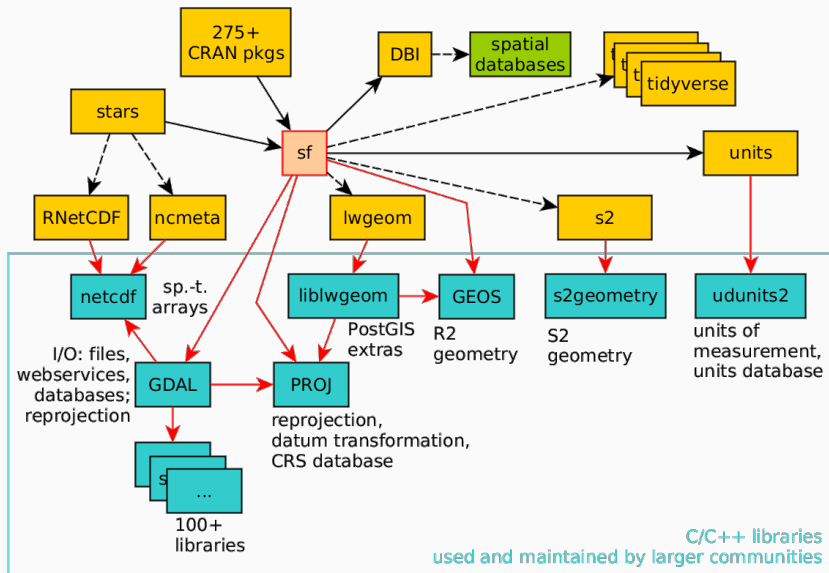 275+
CRAN pkgs
DBI
spatial
databases
tidyverse
stars
sf
units
RNetCDF
ncmeta
lwgeom
s2
netcdf
sp.-t.
arrays
liblwgeom
GEOS
s2geometry
udunits2
PostGIS
extras
R2
geometry
S2
geometry
units of
measurement,
units database
I/O: files,
webservices,
databases;
reprojection
GDAL
PROJ
reprojection,
datum transformation,
CRS database
...
100+
libraries
C/C++ libraries
used and maintained by larger communities